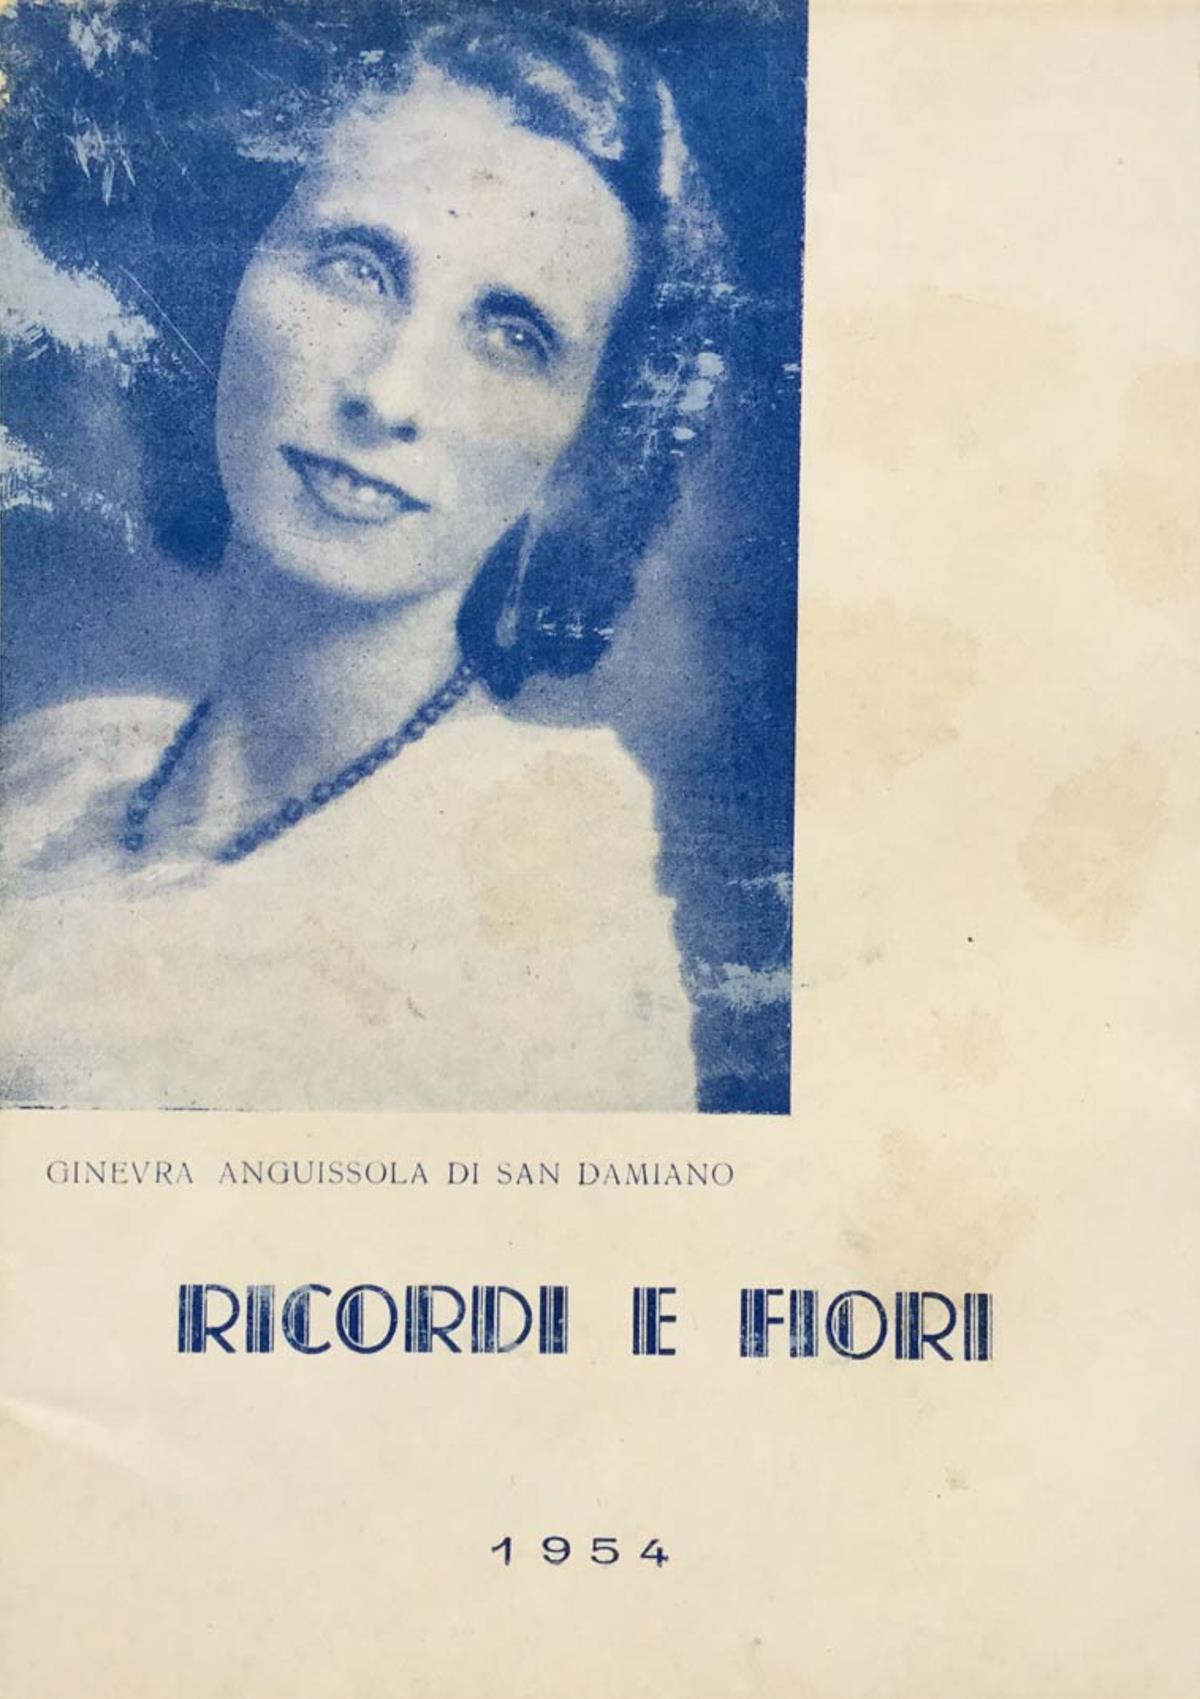 GINEVRA ANGUISSOLA DI SAN DAMIANO
RICORDI E FIORI
1954